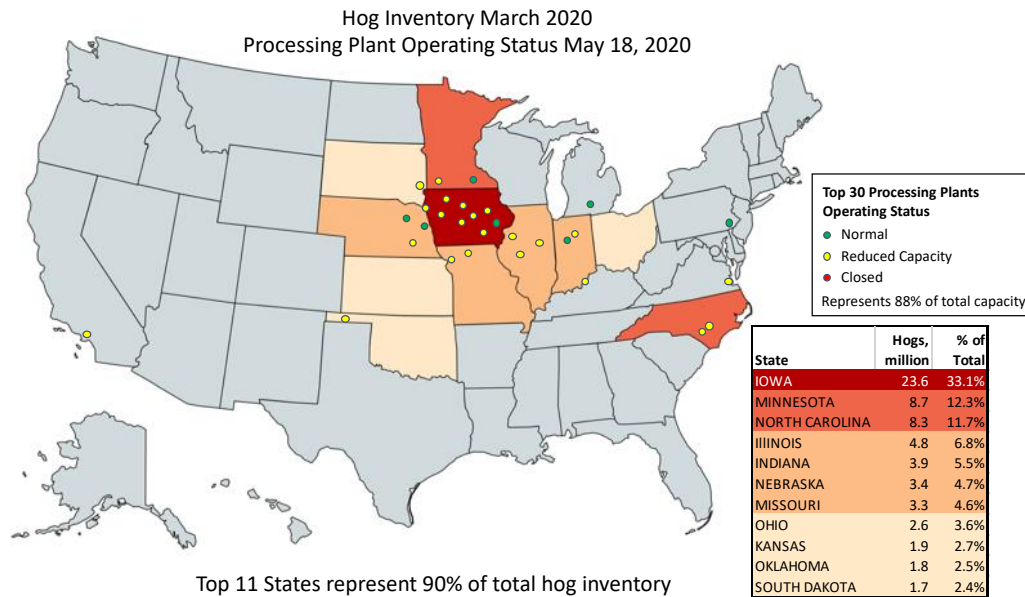 Hog Inventory March 2020
Processing Plant Operating Status May 18, 2020
Top 30 Processing Plants
Operating Status
Normal
Reduced Capacity
Closed
Represents 88% of total capacity
State Hogs, million % of Total
IOWA 23.6 33.1%
MINNESOTA 8.7 12.3%
NORTH CAROLINA 8.3 11.7%
IllINOIS 4.8 6.8%
INDIANA 3.9 5.5%
NEBRASKA 3.4 4.7%
MISSOURI 3.3 4.6%
OHIO 2.6 3.6%
KANSAS 1.9 2.7%
OKLAHOMA 1.8 2.5%
SOUTH DAKOTA 1.7 2.4%
Top 11 States represent 90% of total hog inventory